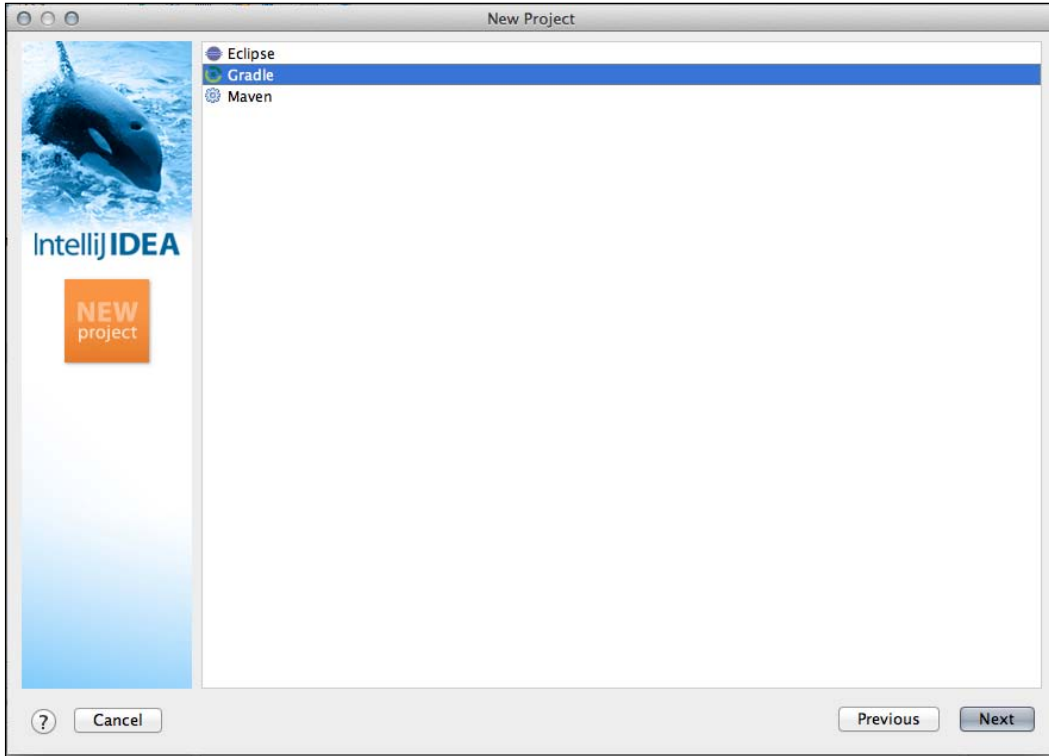 New Project
Eclipse
Gradle
Maven
IntelliJ IDEA
NEW
project
?
Cancel
Previous
Next